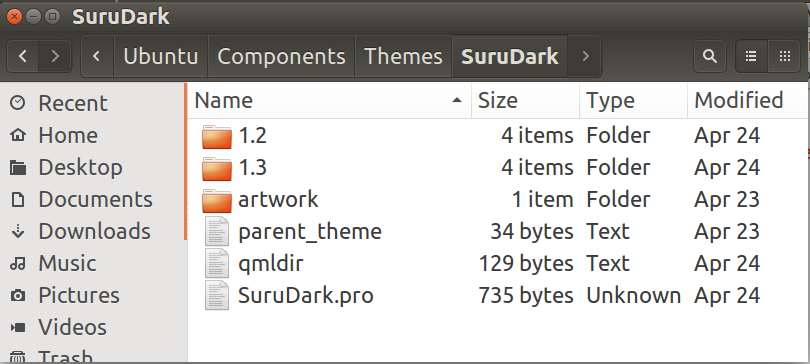 SuruDark
Ubuntu Components Themes SuruDark
Recent
Home
Desktop
Documents
Downloads
Music
Pictures
Videos
Trash
Name Size Type Modified
1.2 4 items Folder Apr 24
1.3 4 items Folder Apr 24
artwork 1 item Folder Apr 23
parent_theme 34 bytes Text Apr 23
qmldir 129 bytes Text Apr 24
SuruDark.pro 735 bytes Unknown Apr 24